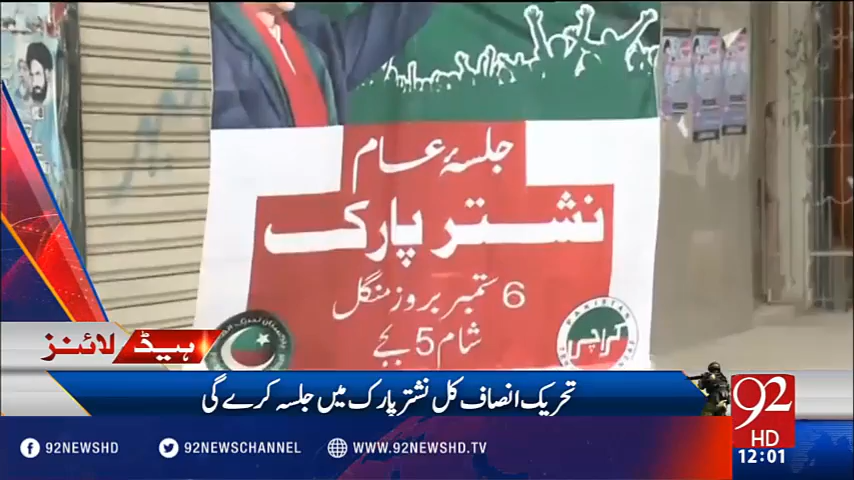 جلسۂ عام
نشتر پارک
6 ستمبر بروز منگل
شام 5 بجے
PAKISTAN
کراچی
ہیڈ لائنز
تحریک انصاف کل نشتر پارک میں جلسہ کرے گی
92
HD
12:01
92NEWSHD
92NEWSCHANNEL
92NEWSHD.TV